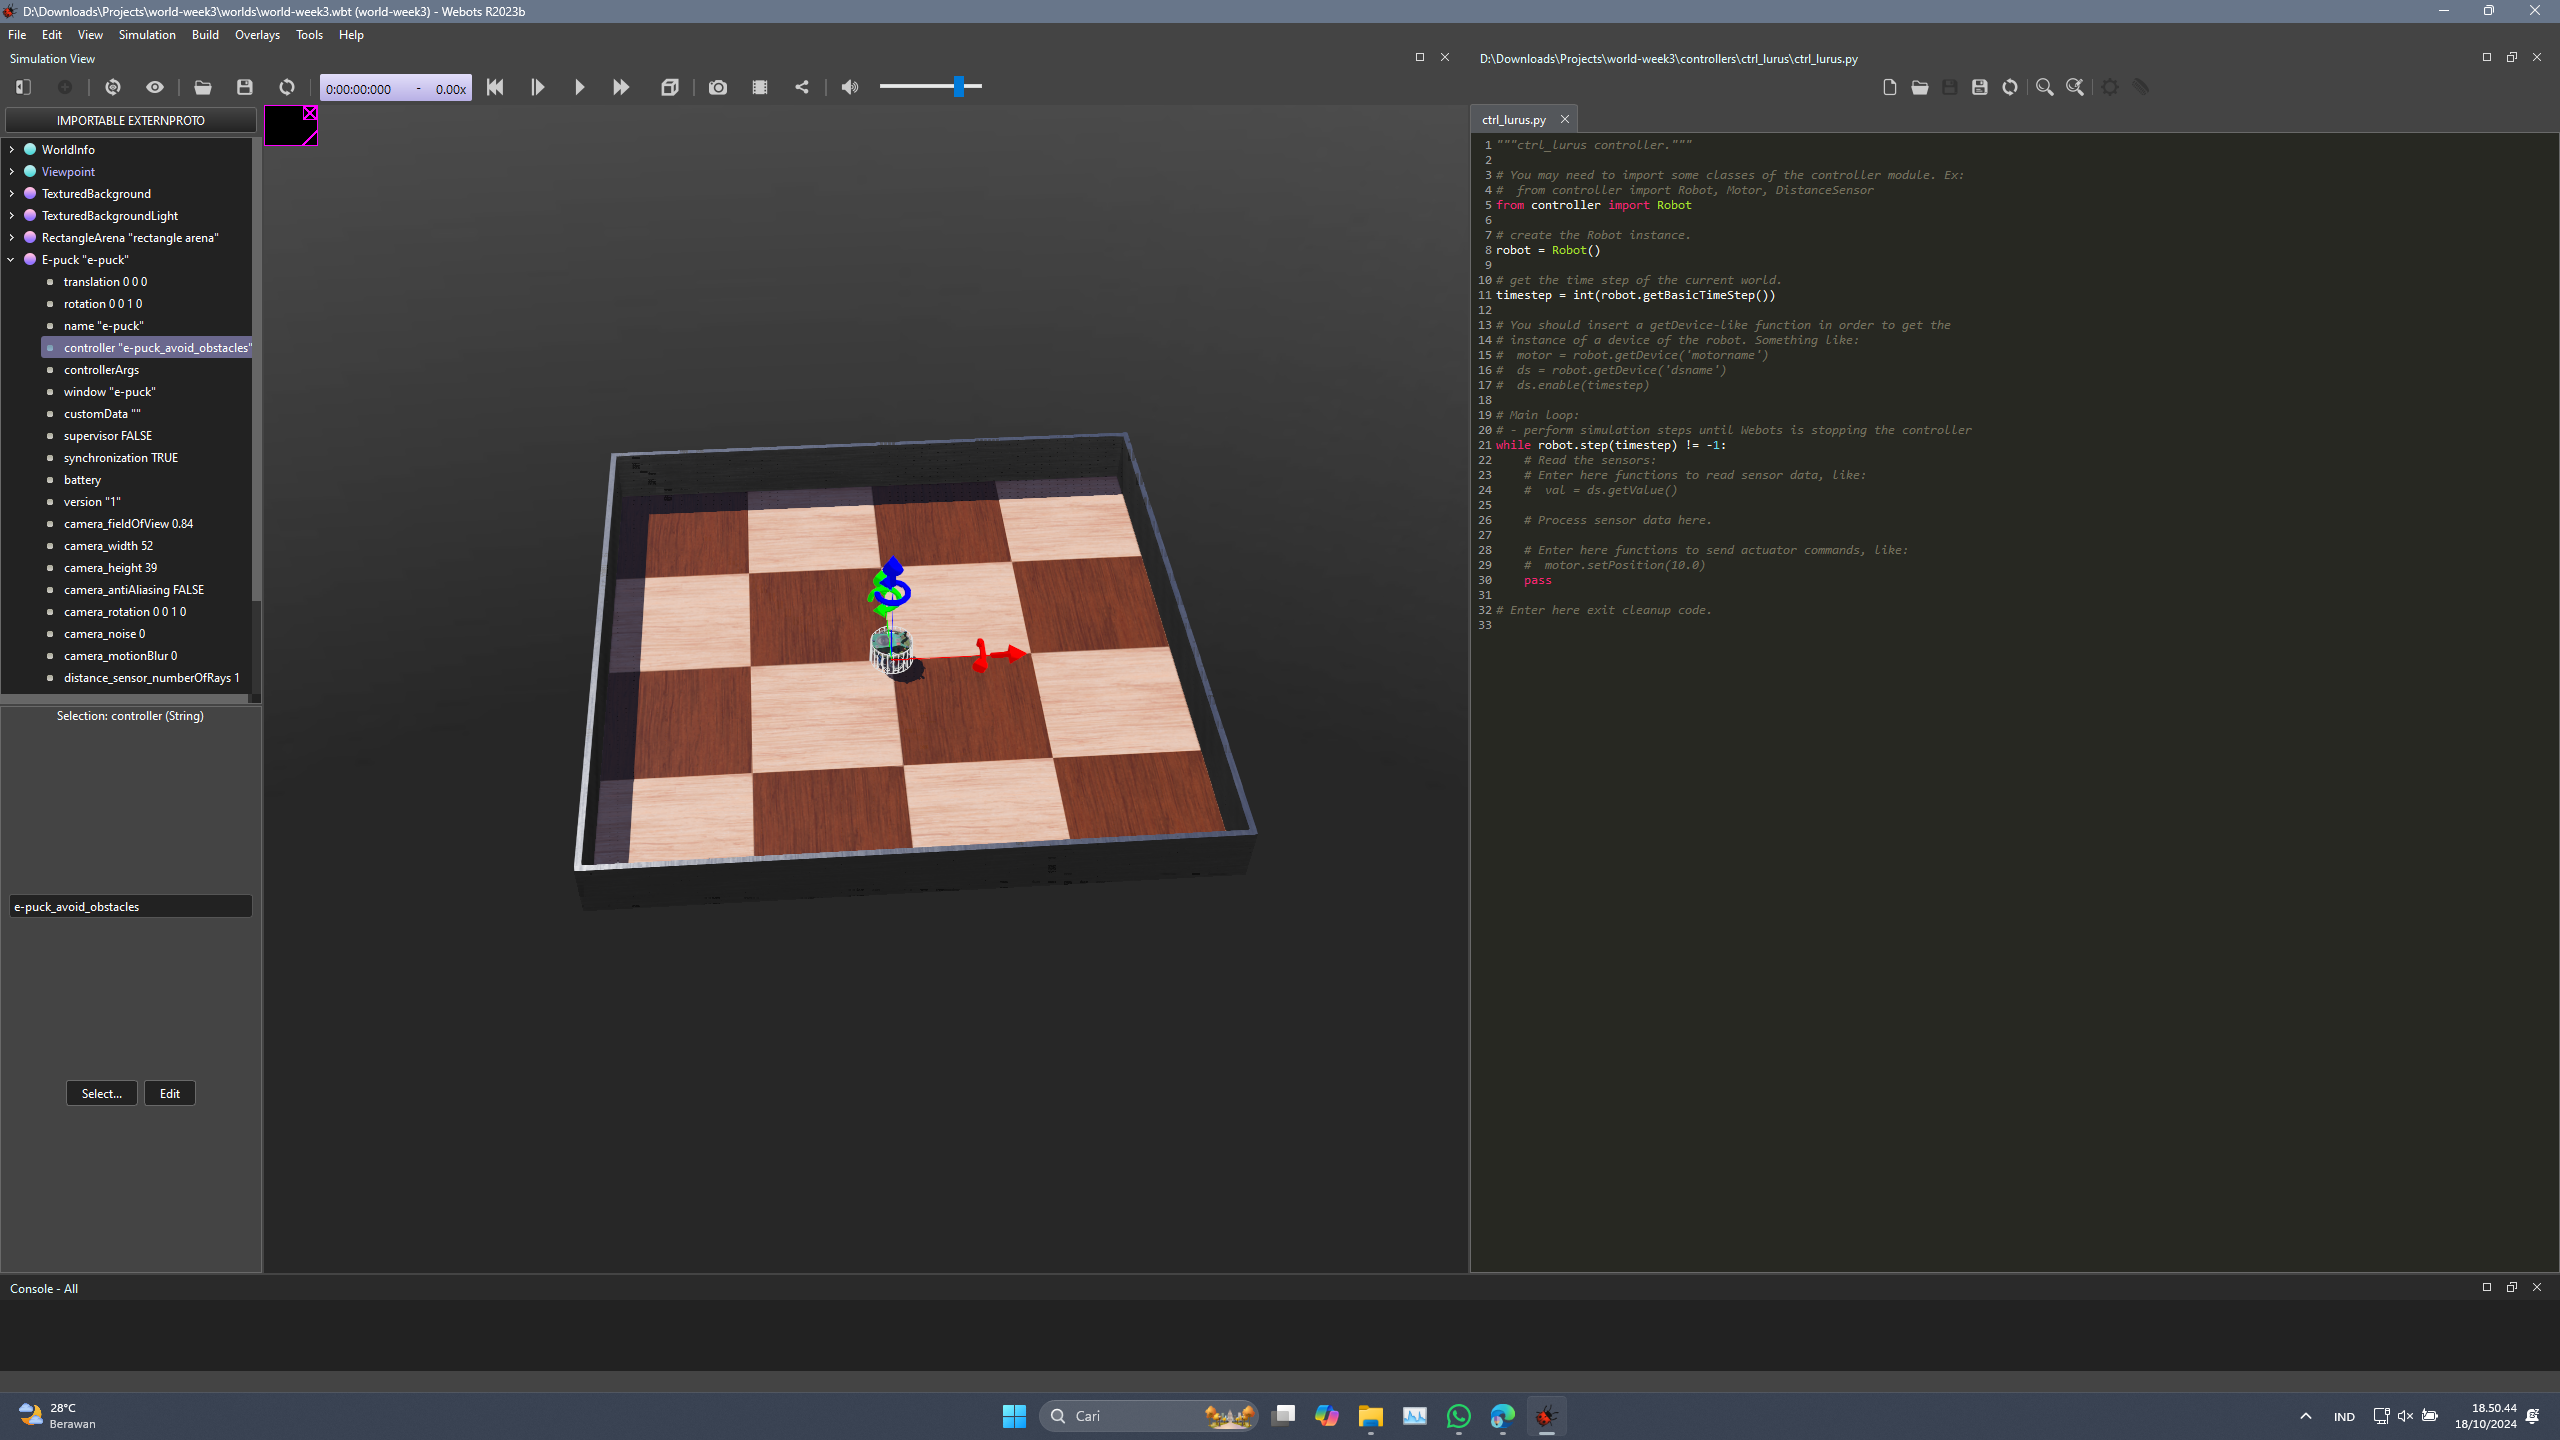 D:\Downloads\Projects\world-week3\worlds\world-week3.wbt (world-week3) - Webots R2023b
File Edit View Simulation Build Overlays Tools Help
Simulation View
0:00:00:000 - 0.00x
IMPORTABLE EXTERNPROTO
WorldInfo
Viewpoint
TexturedBackground
TexturedBackgroundLight
RectangleArena "rectangle arena"
E-puck "e-puck"
translation 0 0 0
rotation 0 0 1 0
name "e-puck"
controller "e-puck_avoid_obstacles"
controllerArgs
window "e-puck"
customData ""
supervisor FALSE
synchronization TRUE
battery
version "1"
camera_fieldOfView 0.84
camera_width 52
camera_height 39
camera_antiAliasing FALSE
camera_rotation 0 0 1 0
camera_noise 0
camera_motionBlur 0
distance_sensor_numberOfRays 1
Selection: controller (String)
e-puck_avoid_obstacles
Select... Edit
D:\Downloads\Projects\world-week3\controllers\ctrl_lurus\ctrl_lurus.py
ctrl_lurus.py
1 """ctrl_lurus controller."""
2
3 # You may need to import some classes of the controller module. Ex:
4 #  from controller import Robot, Motor, DistanceSensor
5 from controller import Robot
6
7 # create the Robot instance.
8 robot = Robot()
9
10 # get the time step of the current world.
11 timestep = int(robot.getBasicTimeStep())
12
13 # You should insert a getDevice-like function in order to get the
14 # instance of a device of the robot. Something like:
15 #  motor = robot.getDevice('motorname')
16 #  ds = robot.getDevice('dsname')
17 #  ds.enable(timestep)
18
19 # Main loop:
20 # - perform simulation steps until Webots is stopping the controller
21 while robot.step(timestep) != -1:
22     # Read the sensors:
23     # Enter here functions to read sensor data, like:
24     #  val = ds.getValue()
25
26     # Process sensor data here.
27
28     # Enter here functions to send actuator commands, like:
29     #  motor.setPosition(10.0)
30     pass
31
32 # Enter here exit cleanup code.
33
Console - All
28°C
Berawan
Cari
IND
18.50.44
18/10/2024